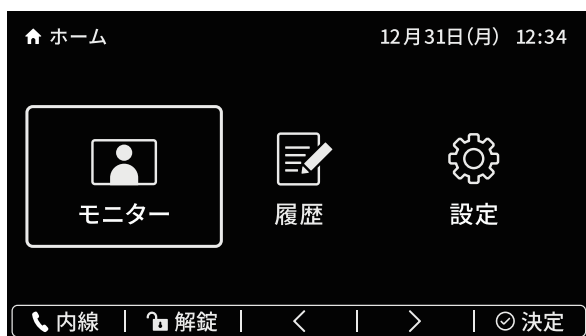 ホーム 12月31日(月) 12:34
モニター 履歴 設定
内線 解錠 < > 決定